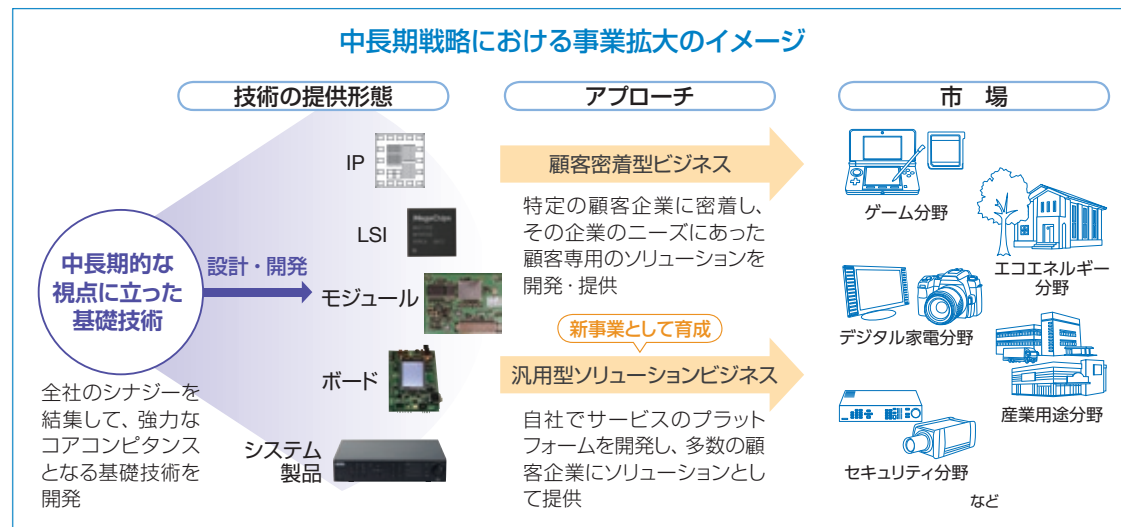 中長期戦略における事業拡大のイメージ
技術の提供形態
アプローチ
市 場
中長期的な
視点に立った
基礎技術
設計・開発
全社のシナジーを
結集して、強力な
コアコンピタンス
となる基礎技術を
開発
IP
LSI
MegaChips
モジュール
ボード
システム
製品
顧客密着型ビジネス
特定の顧客企業に密着し、
その企業のニーズにあった
顧客専用のソリューションを
開発・提供
新事業として育成
汎用型ソリューションビジネス
自社でサービスのプラット
フォームを開発し、多数の顧
客企業にソリューションとし
て提供
ゲーム分野
エコエネルギー
分野
デジタル家電分野
産業用途分野
セキュリティ分野
など